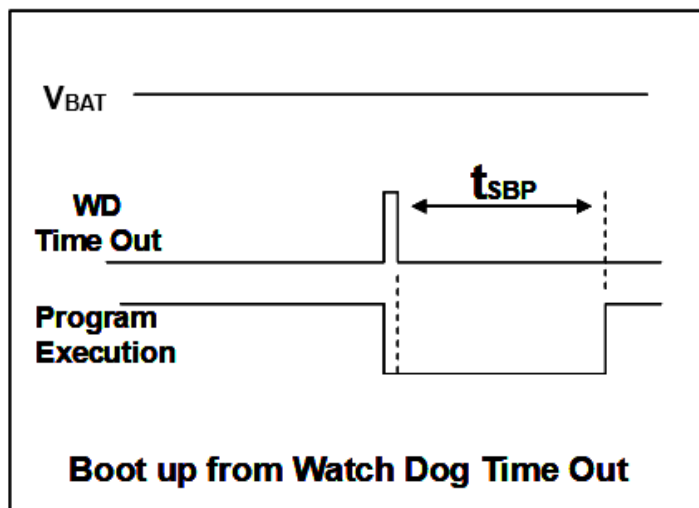 VBAT
tSBP
WD
Time Out
Program
Execution
Boot up from Watch Dog Time Out